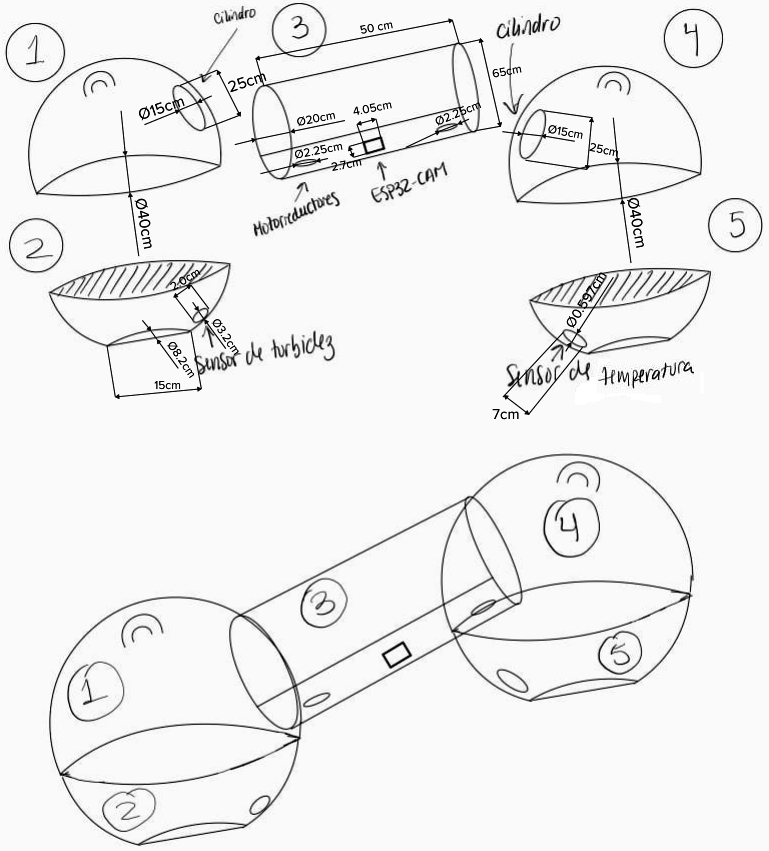 1
cilindro
Ø15cm
25cm
Ø40cm
3
50 cm
65cm
Ø20cm
4.05cm
Ø2.25cm
Ø2.25cm
2.7cm
Motorreductores
ESP32-CAM
cilindro
4
Ø15cm
25cm
Ø40cm
2
2.0cm
Ø3.2cm
Ø8.2cm
15cm
Sensor de turbidez
5
Ø0.597cm
Sensor de temperatura
7cm
4
3
5
1
2